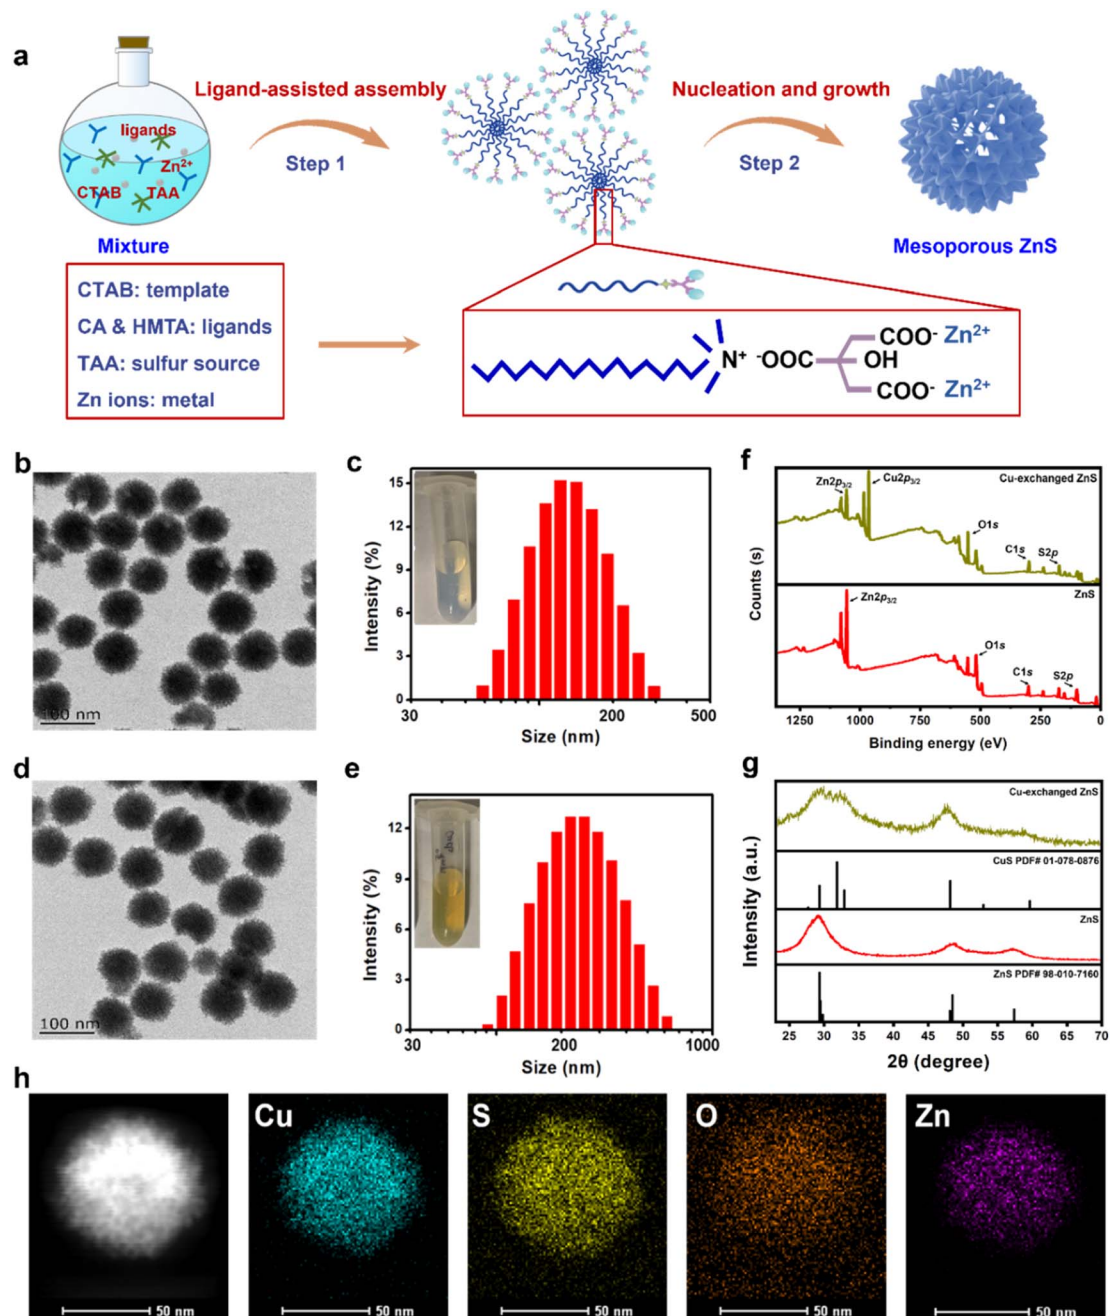 a
Ligand-assisted assembly
Step 1
Nucleation and growth
Step 2
ligands
Zn²⁺
CTAB
TAA
Mixture
Mesoporous ZnS
CTAB: template
CA & HMTA: ligands
TAA: sulfur source
Zn ions: metal
N⁺ ⁻OOC
COO⁻ Zn²⁺
OH
COO⁻ Zn²⁺
b
100 nm
c
Intensity (%)
15
12
9
6
3
0
30 200 500
Size (nm)
f
Counts (s)
Cu-exchanged ZnS
Zn2p3/2
Cu2p3/2
O1s
C1s
S2p
ZnS
Zn2p3/2
O1s
C1s
S2p
1250 1000 750 500 250 0
Binding energy (eV)
d
100 nm
e
Intensity (%)
12
9
6
3
0
30 200 1000
Size (nm)
g
Intensity (a.u.)
Cu-exchanged ZnS
CuS PDF# 01-078-0876
ZnS
ZnS PDF# 98-010-7160
25 30 35 40 45 50 55 60 65 70
2θ (degree)
h
Cu
S
O
Zn
50 nm
50 nm
50 nm
50 nm
50 nm